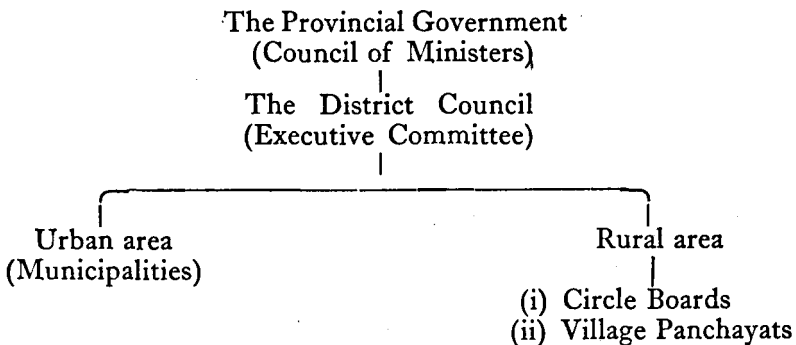 The Provincial Government
(Council of Ministers)
The District Council
(Executive Committee)
Urban area
(Municipalities)
Rural area
(i) Circle Boards
(ii) Village Panchayats